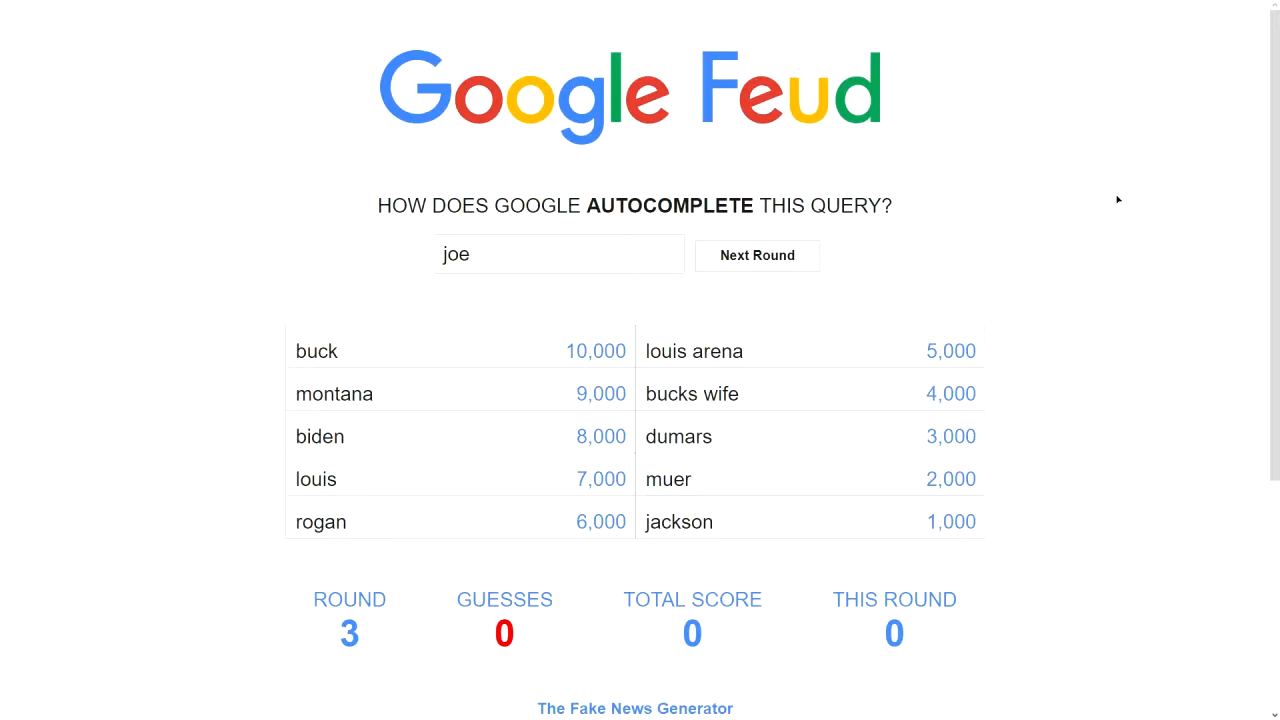 Google Feud
HOW DOES GOOGLE AUTOCOMPLETE THIS QUERY?
joe
Next Round
buck 10,000
montana 9,000
biden 8,000
louis 7,000
rogan 6,000
louis arena 5,000
bucks wife 4,000
dumars 3,000
muer 2,000
jackson 1,000
ROUND
3
GUESSES
0
TOTAL SCORE
0
THIS ROUND
0
The Fake News Generator